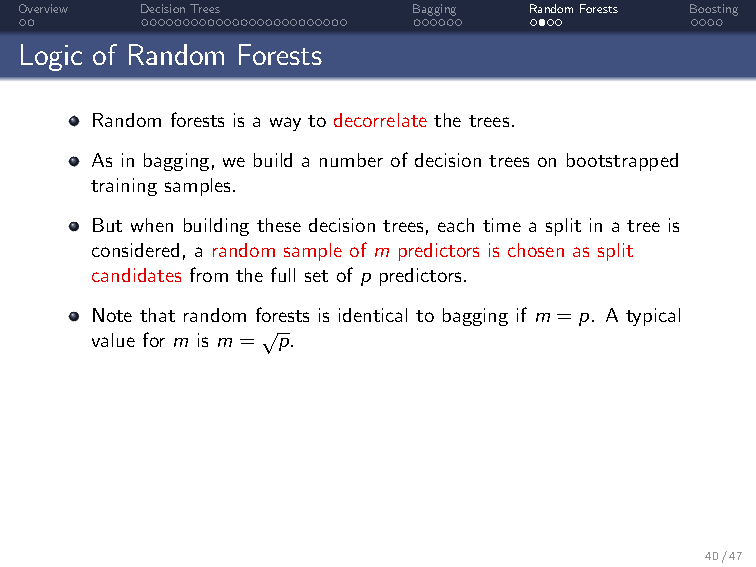 Overview Decision Trees Bagging Random Forests Boosting
Logic of Random Forests
Random forests is a way to decorrelate the trees.
As in bagging, we build a number of decision trees on bootstrapped
training samples.
But when building these decision trees, each time a split in a tree is
considered, a random sample of m predictors is chosen as split
candidates from the full set of p predictors.
Note that random forests is identical to bagging if m = p. A typical
value for m is m = √p.
40 / 47